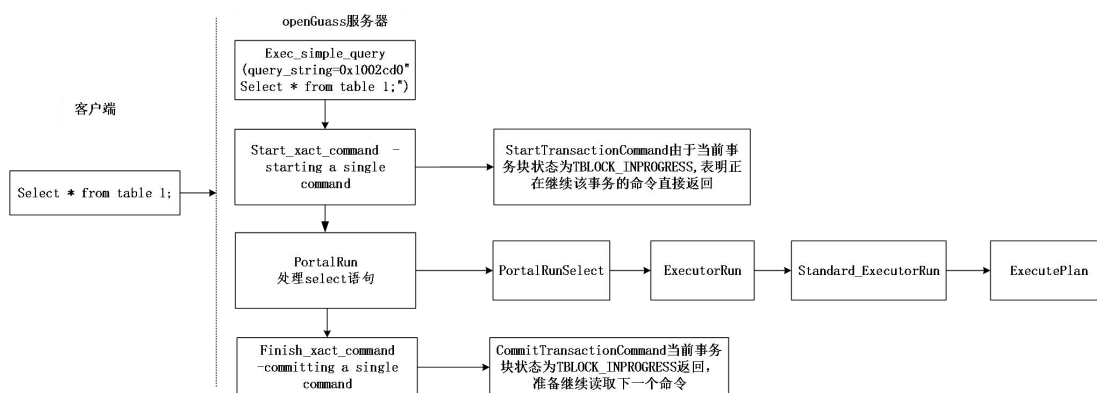 openGuass服务器
客户端
Select * from table 1;
Exec_simple_query
(query_string=0x1002cd0"
Select * from table 1;")
Start_xact_command -
starting a single
command
StartTransactionCommand由于当前事
务块状态为TBLOCK_INPROGRESS,表明正
在继续该事务的命令直接返回
PortalRun
处理select语句
PortalRunSelect
ExecutorRun
Standard_ExecutorRun
ExecutePlan
Finish_xact_command
-committing a single
command
CommitTransactionCommand当前事务
块状态为TBLOCK_INPROGRESS返回，
准备继续读取下一个命令